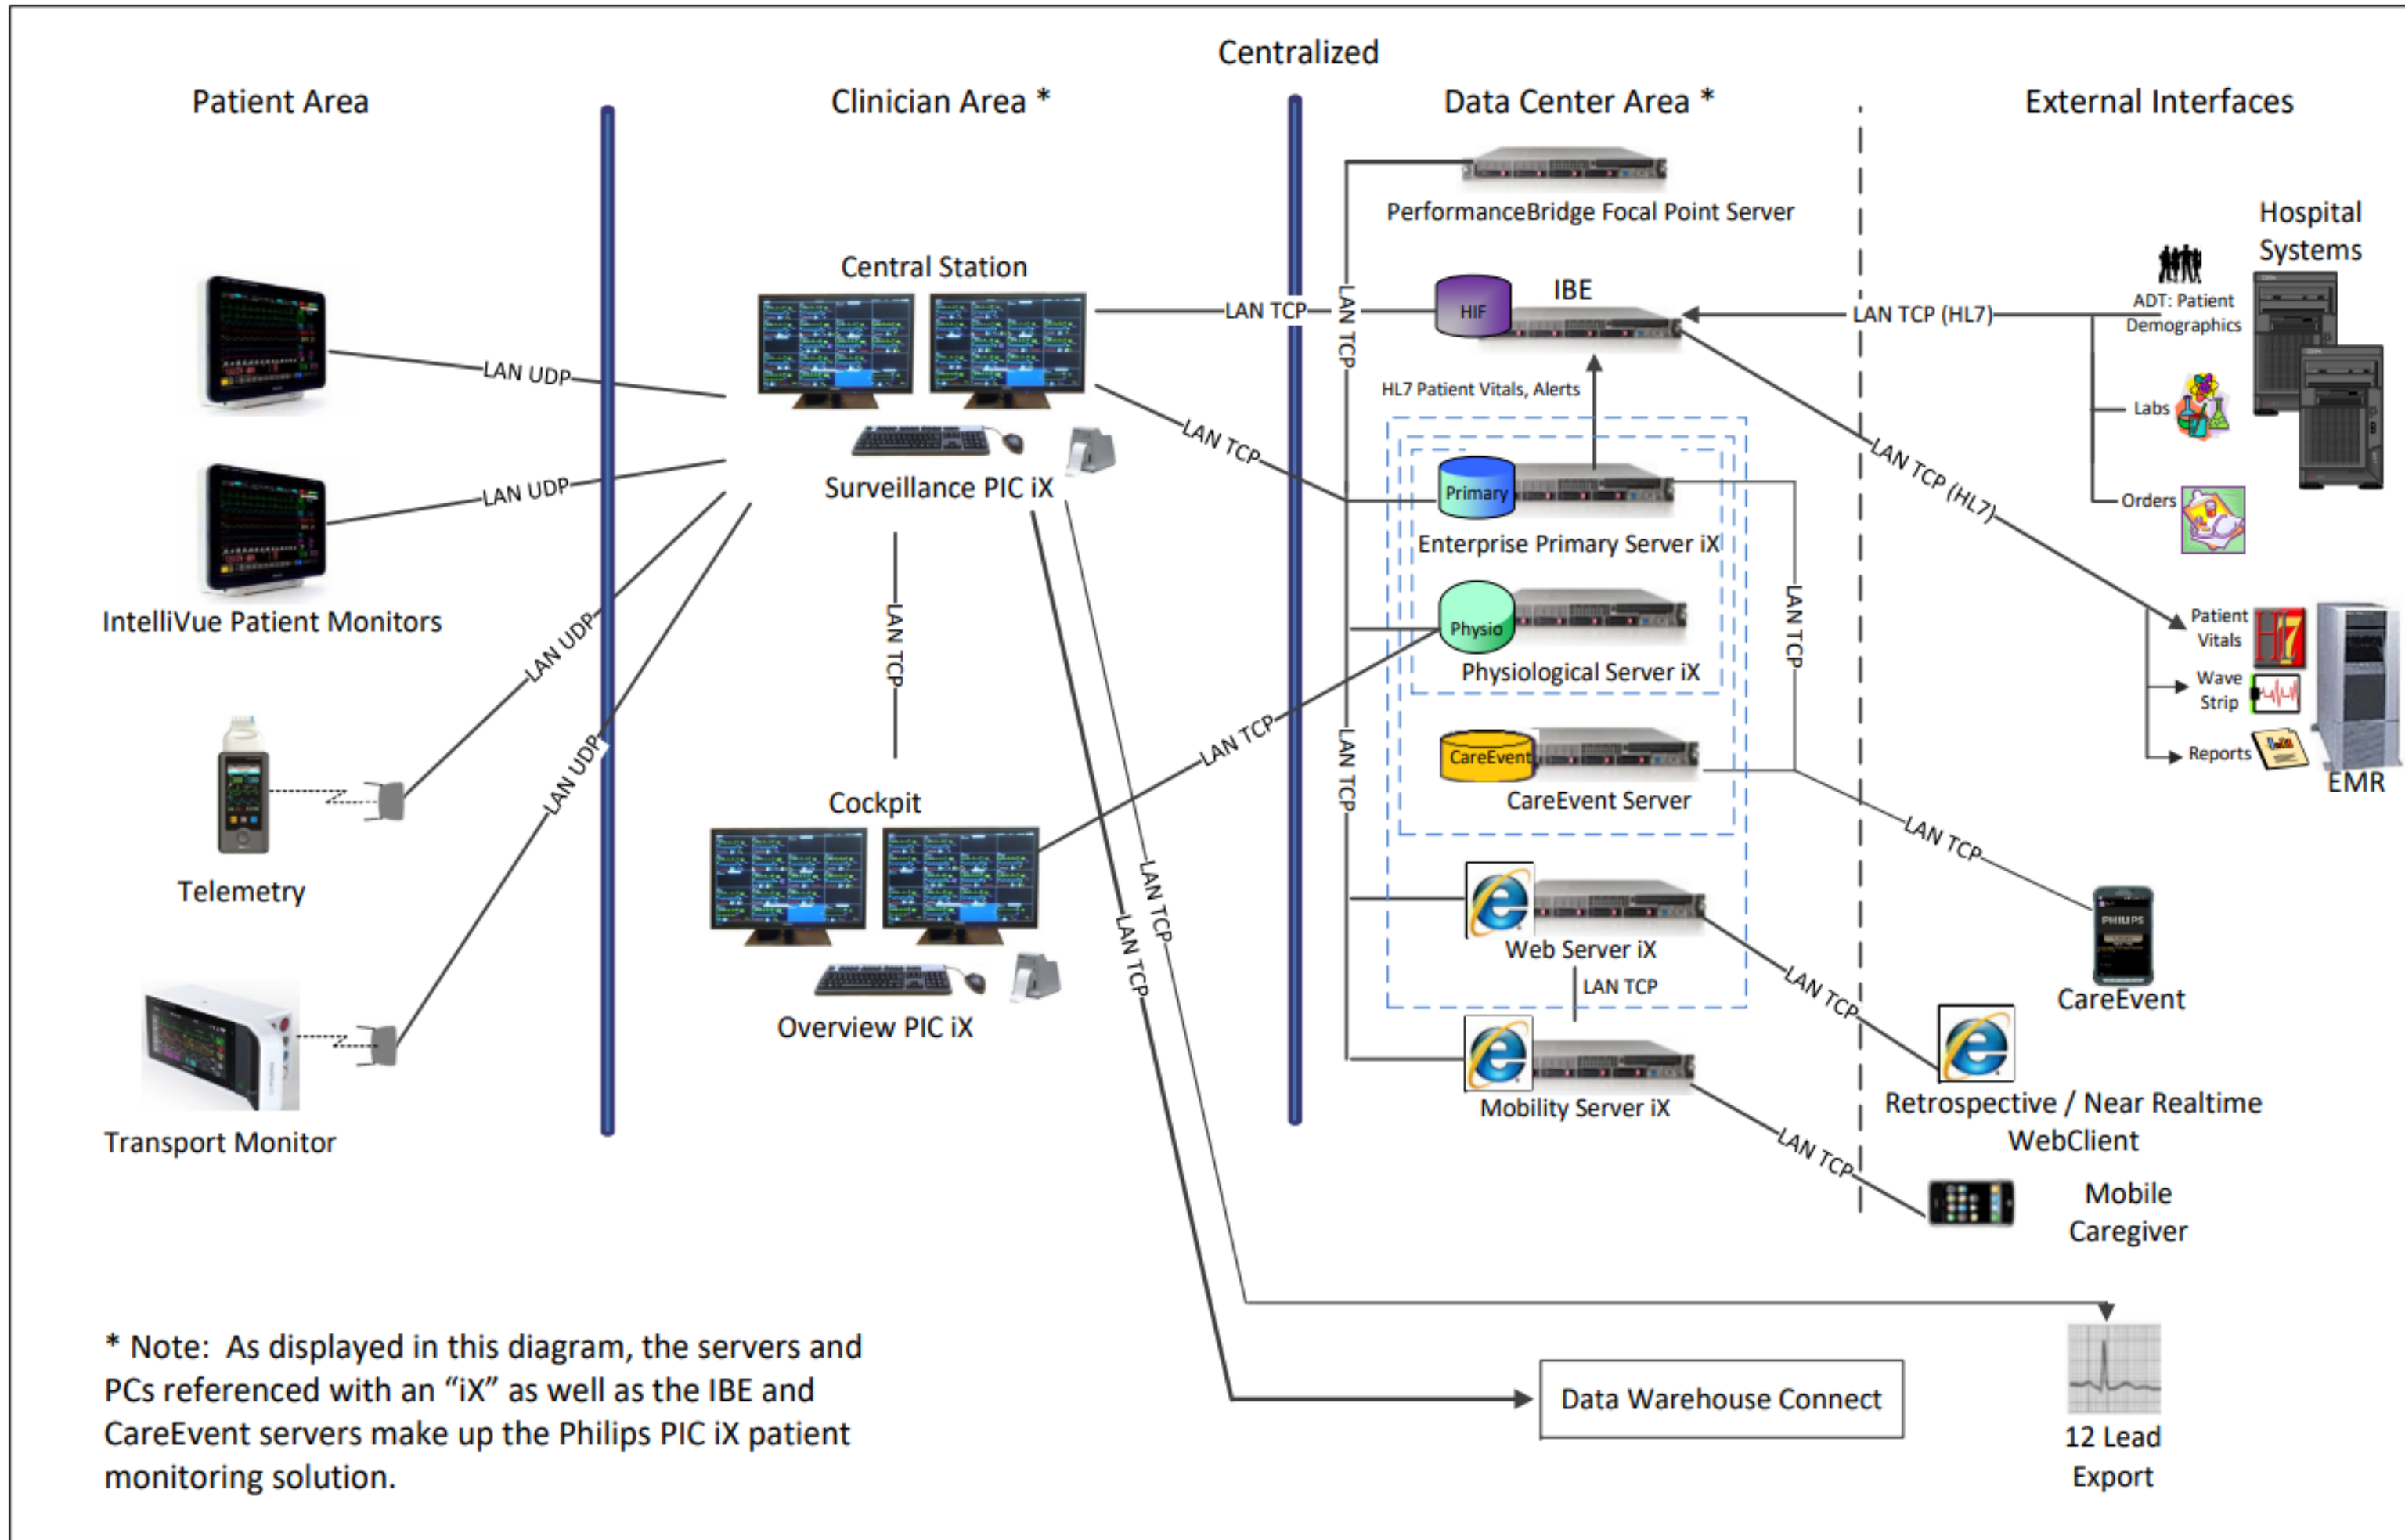 Centralized
Patient Area
Clinician Area *
Data Center Area *
External Interfaces
PerformanceBridge Focal Point Server
Hospital
Systems
Central Station
LAN TCP
HIF
IBE
LAN TCP
LAN TCP (HL7)
ADT: Patient
Demographics
LAN UDP
HL7 Patient Vitals, Alerts
Labs
LAN TCP
LAN TCP (HL7)
LAN UDP
Surveillance PIC iX
Primary
Orders
Enterprise Primary Server iX
IntelliVue Patient Monitors
LAN UDP
LAN TCP
Physio
LAN TCP
Patient
Vitals
HL7
Physiological Server iX
Wave
Strip
LAN UDP
LAN TCP
LAN TCP
CareEvent
Reports
EMR
Cockpit
CareEvent Server
LAN TCP
Telemetry
LAN TCP
LAN TCP
PHILIPS
Web Server iX
LAN TCP
LAN TCP
CareEvent
Overview PIC iX
Mobility Server iX
Retrospective / Near Realtime
WebClient
Transport Monitor
LAN TCP
Mobile
Caregiver
* Note: As displayed in this diagram, the servers and
PCs referenced with an “iX” as well as the IBE and
CareEvent servers make up the Philips PIC iX patient
monitoring solution.
Data Warehouse Connect
12 Lead
Export